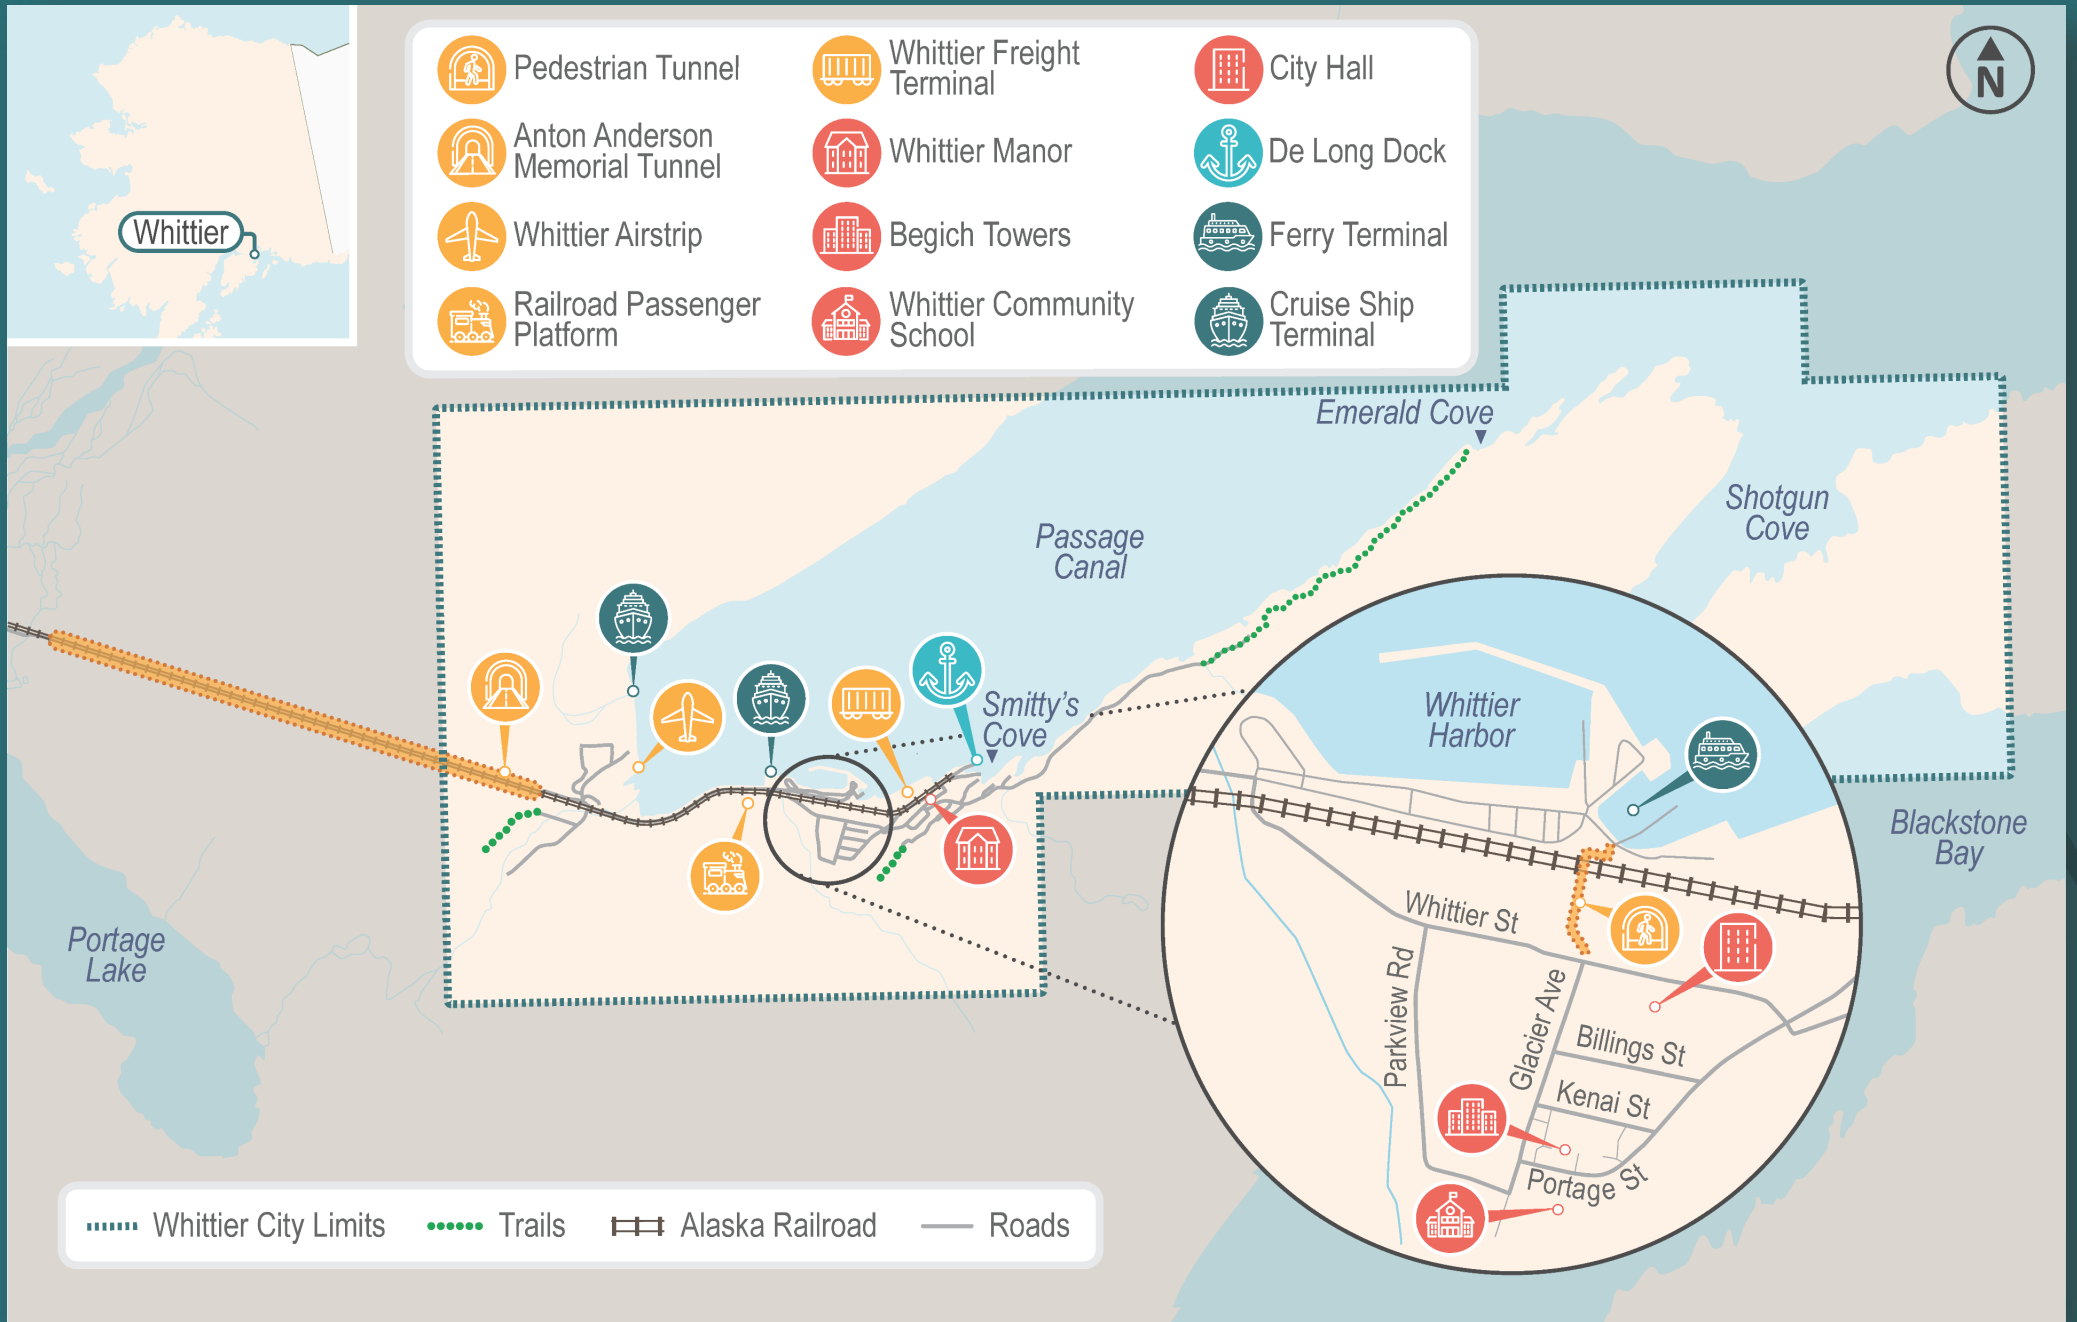 Whittier
Pedestrian Tunnel
Anton Anderson
Memorial Tunnel
Whittier Airstrip
Railroad Passenger
Platform
Whittier Freight
Terminal
Whittier Manor
Begich Towers
Whittier Community
School
City Hall
De Long Dock
Ferry Terminal
Cruise Ship
Terminal
N
Emerald Cove
Shotgun
Cove
Passage
Canal
Smitty's
Cove
Whittier
Harbor
Blackstone
Bay
Portage
Lake
Whittier St
Parkview Rd
Glacier Ave
Billings St
Kenai St
Portage St
Whittier City Limits
Trails
Alaska Railroad
Roads